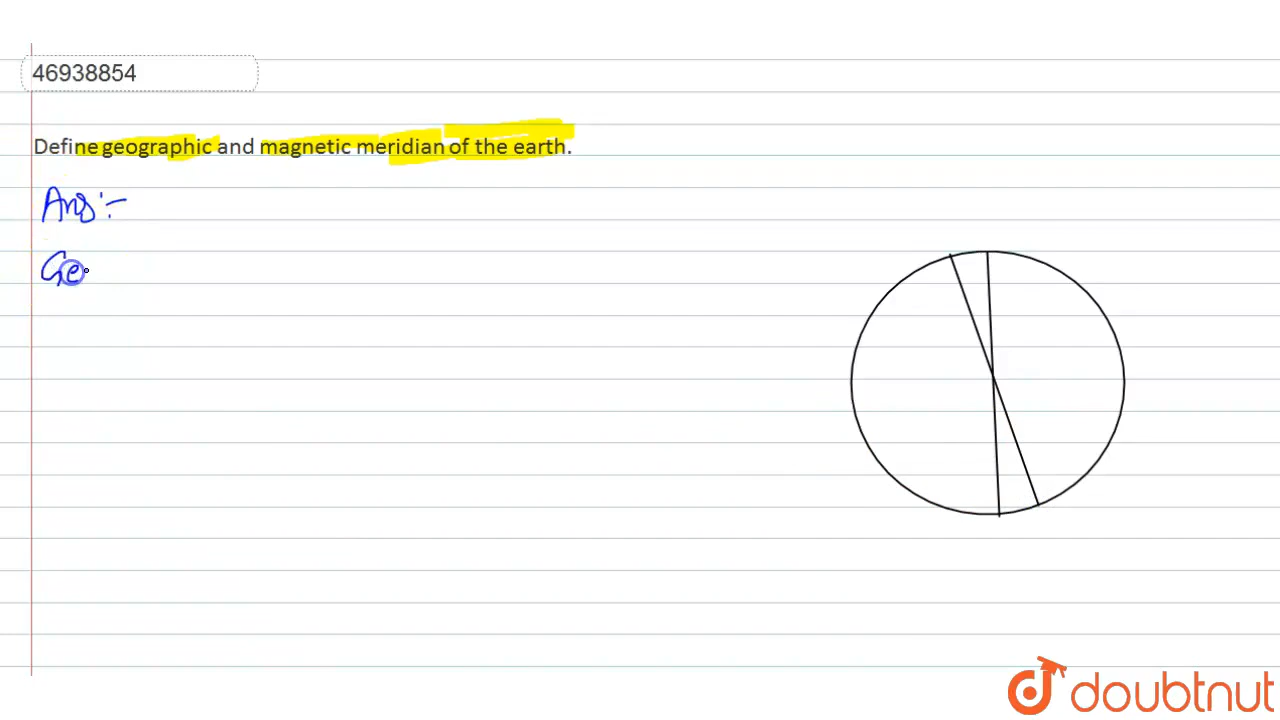 46938854
Define geographic and magnetic meridian of the earth.
Ans:-
Ge
doubtnut